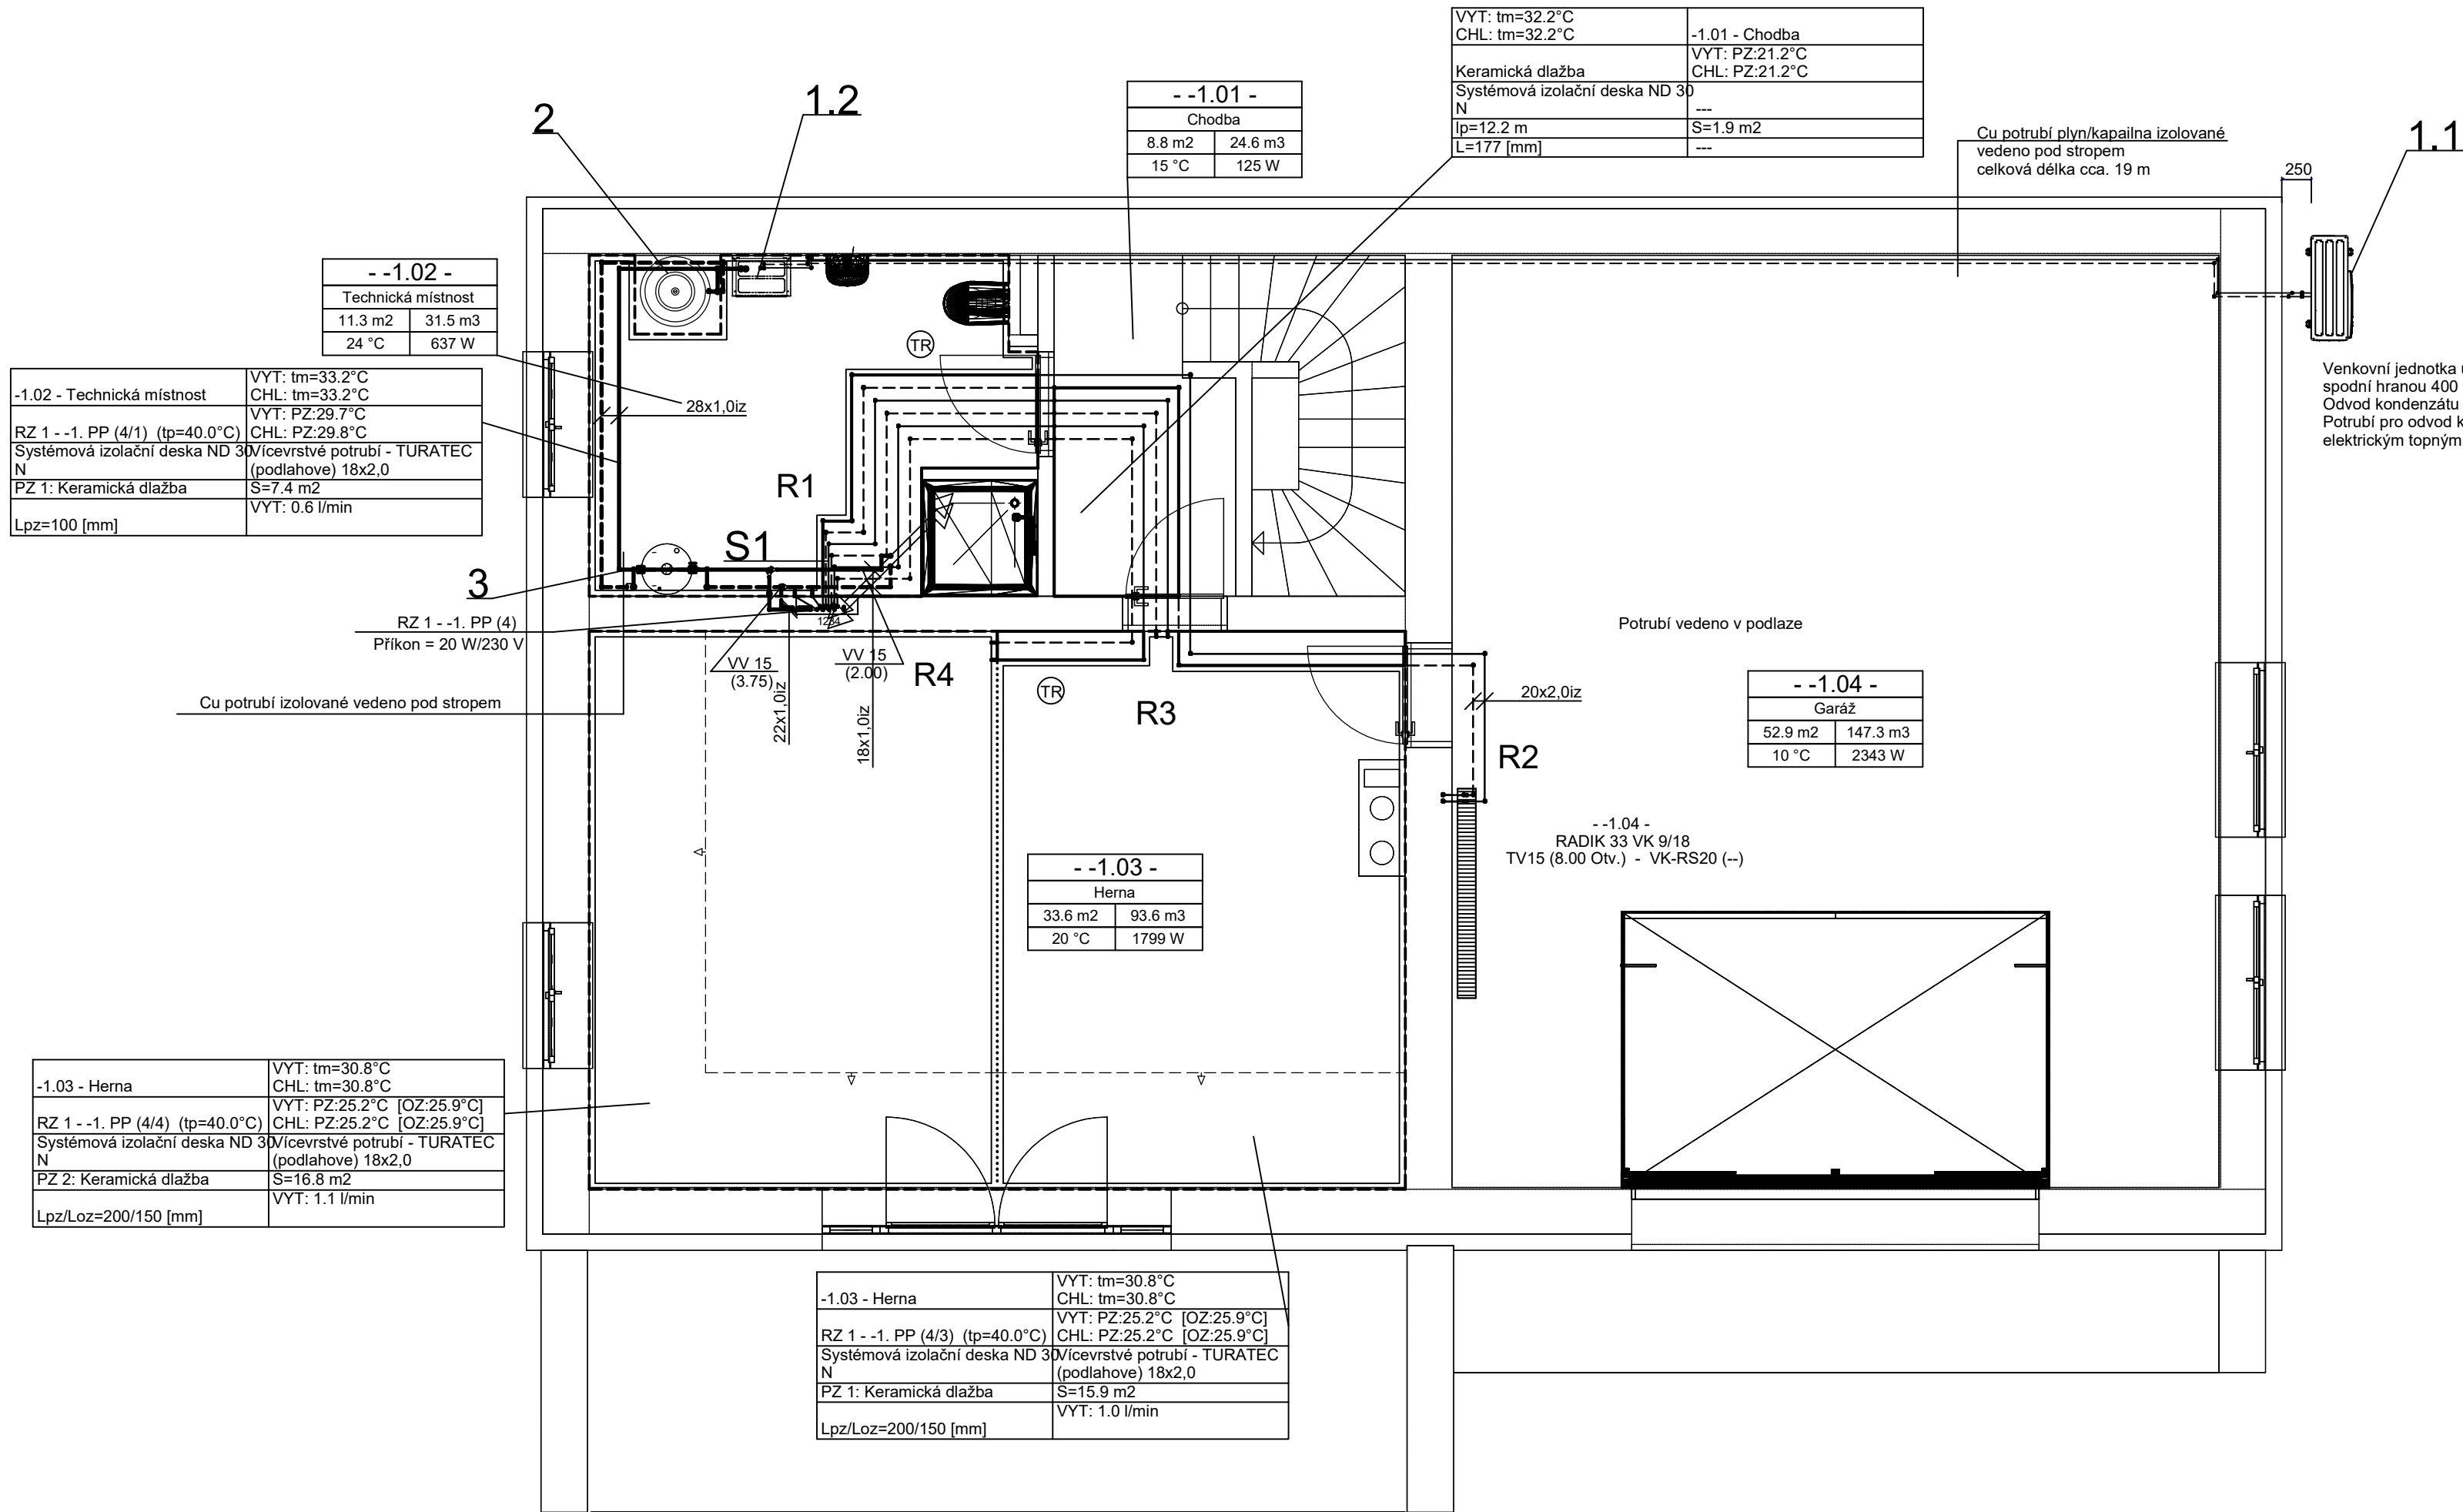 VYT: tm=32.2°C
CHL: tm=32.2°C
-1.01 - Chodba
Keramická dlažba
VYT: PZ:21.2°C
CHL: PZ:21.2°C
Systémová izolační deska ND 30
N
---
lp=12.2 m
S=1.9 m2
L=177 [mm]
---
2
1.2
- -1.01 -
Chodba
8.8 m2 24.6 m3
15 °C 125 W
Cu potrubí plyn/kapailna izolované
vedeno pod stropem
celková délka cca. 19 m
1.1
250
- -1.02 -
Technická místnost
11.3 m2 31.5 m3
24 °C 637 W
TR
Venkovní jednotka
spodní hranou 400
Odvod kondenzátu
Potrubí pro odvod k
elektrickým topným
-1.02 - Technická místnost
VYT: tm=33.2°C
CHL: tm=33.2°C
RZ 1 - -1. PP (4/1) (tp=40.0°C)
VYT: PZ:29.7°C
CHL: PZ:29.8°C
Systémová izolační deska ND 30
N
Vícevrstvé potrubí - TURATEC
(podlahove) 18x2,0
PZ 1: Keramická dlažba
S=7.4 m2
Lpz=100 [mm]
VYT: 0.6 l/min
28x1,0iz
R1
S1
3
RZ 1 - -1. PP (4)
Příkon = 20 W/230 V
1234
VV 15
(3.75)
VV 15
(2.00)
22x1,0iz
18x1,0iz
R4
TR
R3
Cu potrubí izolované vedeno pod stropem
Potrubí vedeno v podlaze
20x2,0iz
R2
- -1.04 -
Garáž
52.9 m2 147.3 m3
10 °C 2343 W
- -1.04 -
RADIK 33 VK 9/18
TV15 (8.00 Otv.) - VK-RS20 (--)
- -1.03 -
Herna
33.6 m2 93.6 m3
20 °C 1799 W
-1.03 - Herna
VYT: tm=30.8°C
CHL: tm=30.8°C
RZ 1 - -1. PP (4/4) (tp=40.0°C)
VYT: PZ:25.2°C [OZ:25.9°C]
CHL: PZ:25.2°C [OZ:25.9°C]
Systémová izolační deska ND 30
N
Vícevrstvé potrubí - TURATEC
(podlahove) 18x2,0
PZ 2: Keramická dlažba
S=16.8 m2
Lpz/Loz=200/150 [mm]
VYT: 1.1 l/min
-1.03 - Herna
VYT: tm=30.8°C
CHL: tm=30.8°C
RZ 1 - -1. PP (4/3) (tp=40.0°C)
VYT: PZ:25.2°C [OZ:25.9°C]
CHL: PZ:25.2°C [OZ:25.9°C]
Systémová izolační deska ND 30
N
Vícevrstvé potrubí - TURATEC
(podlahove) 18x2,0
PZ 1: Keramická dlažba
S=15.9 m2
Lpz/Loz=200/150 [mm]
VYT: 1.0 l/min